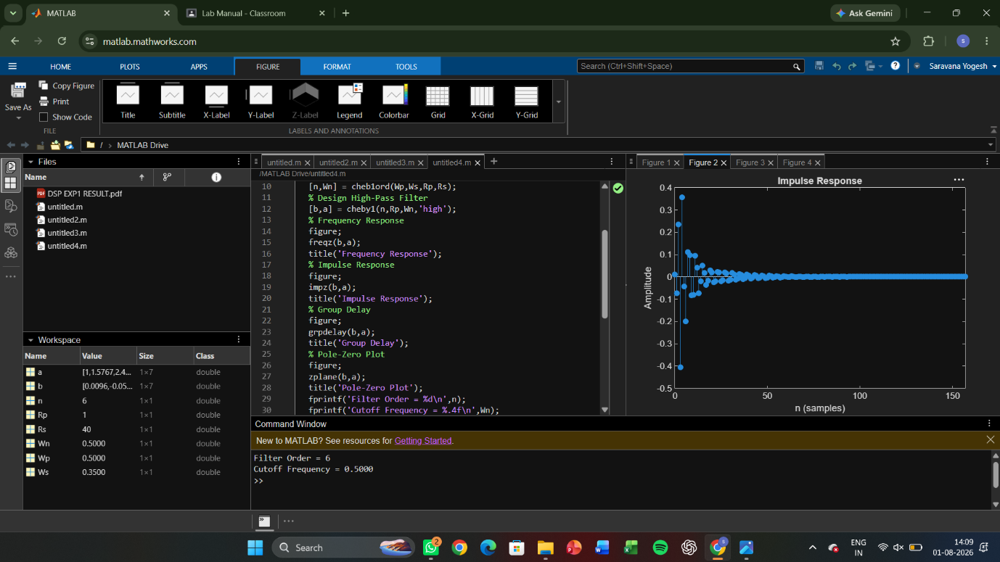 MATLAB
Lab Manual - Classroom
Ask Gemini
matlab.mathworks.com
S
HOME
PLOTS
APPS
FIGURE
FORMAT
TOOLS
Search (Ctrl+Shift+Space)
Saravana Yogesh
Save As
Copy Figure
Print
Show Code
FILE
Title
Subtitle
X-Label
Y-Label
Z-Label
Legend
Colorbar
Grid
X-Grid
Y-Grid
LABELS AND ANNOTATIONS
/ › MATLAB Drive
Files
Name
DSP EXP1 RESULT.pdf
untitled.m
untitled2.m
untitled3.m
untitled4.m
Workspace
Name Value Size Class
a [1,1.5767,2.4... 1×7 double
b [0.0096,-0.05... 1×7 double
n 6 1×1 double
Rp 1 1×1 double
Rs 40 1×1 double
Wn 0.5000 1×1 double
Wp 0.5000 1×1 double
Ws 0.3500 1×1 double
untitled.m
untitled2.m
untitled3.m
untitled4.m
/MATLAB Drive/untitled4.m
10 [n,Wn] = cheb1ord(Wp,Ws,Rp,Rs);
11 % Design High-Pass Filter
12 [b,a] = cheby1(n,Rp,Wn,'high');
13 % Frequency Response
14 figure;
15 freqz(b,a);
16 title('Frequency Response');
17 % Impulse Response
18 figure;
19 impz(b,a);
20 title('Impulse Response');
21 % Group Delay
22 figure;
23 grpdelay(b,a);
24 title('Group Delay');
25 % Pole-Zero Plot
26 figure;
27 zplane(b,a);
28 title('Pole-Zero Plot');
29 fprintf('Filter Order = %d\n',n);
30 fprintf('Cutoff Frequency = %.4f\n',Wn);
Figure 1
Figure 2
Figure 3
Figure 4
Impulse Response
0.4
0.3
0.2
0.1
0
-0.1
-0.2
-0.3
-0.4
-0.5
Amplitude
0 50 100 150
n (samples)
Command Window
New to MATLAB? See resources for Getting Started.
Filter Order = 6
Cutoff Frequency = 0.5000
>>
Search
2
ENG
IN
14:09
01-08-2026